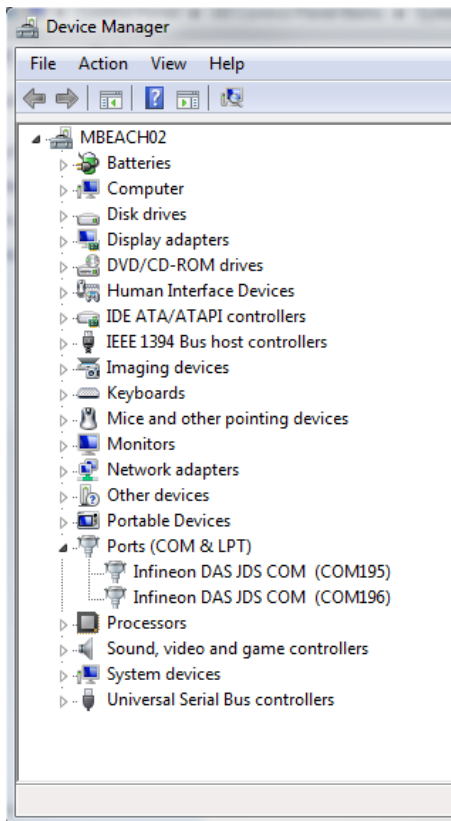 Device Manager
File Action View Help
MBEACH02
Batteries
Computer
Disk drives
Display adapters
DVD/CD-ROM drives
Human Interface Devices
IDE ATA/ATAPI controllers
IEEE 1394 Bus host controllers
Imaging devices
Keyboards
Mice and other pointing devices
Monitors
Network adapters
Other devices
Portable Devices
Ports (COM & LPT)
Infineon DAS JDS COM (COM195)
Infineon DAS JDS COM (COM196)
Processors
Sound, video and game controllers
System devices
Universal Serial Bus controllers